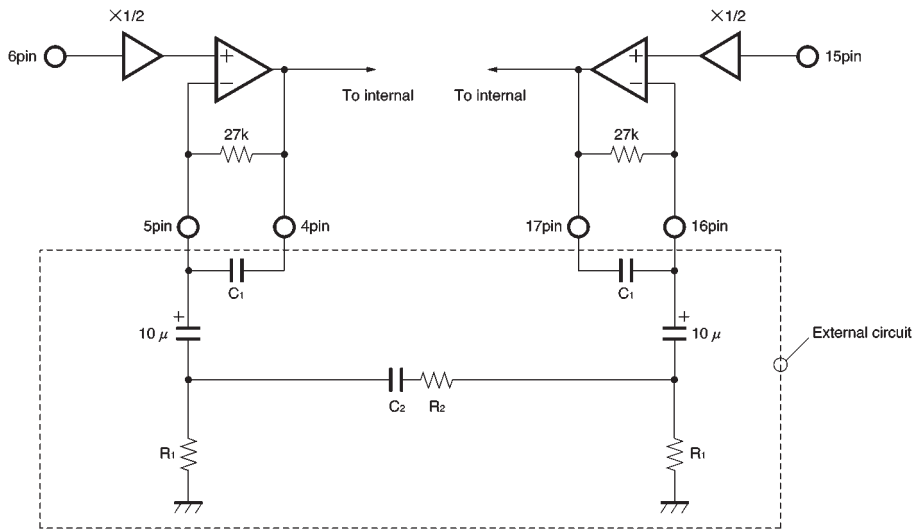 ×1/2 ×1/2
6pin + + 15pin
− −
To internal To internal
27k 27k
5pin 4pin 17pin 16pin
C1 C1
+ +
10 μ 10 μ External circuit
C2 R2
R1 R1